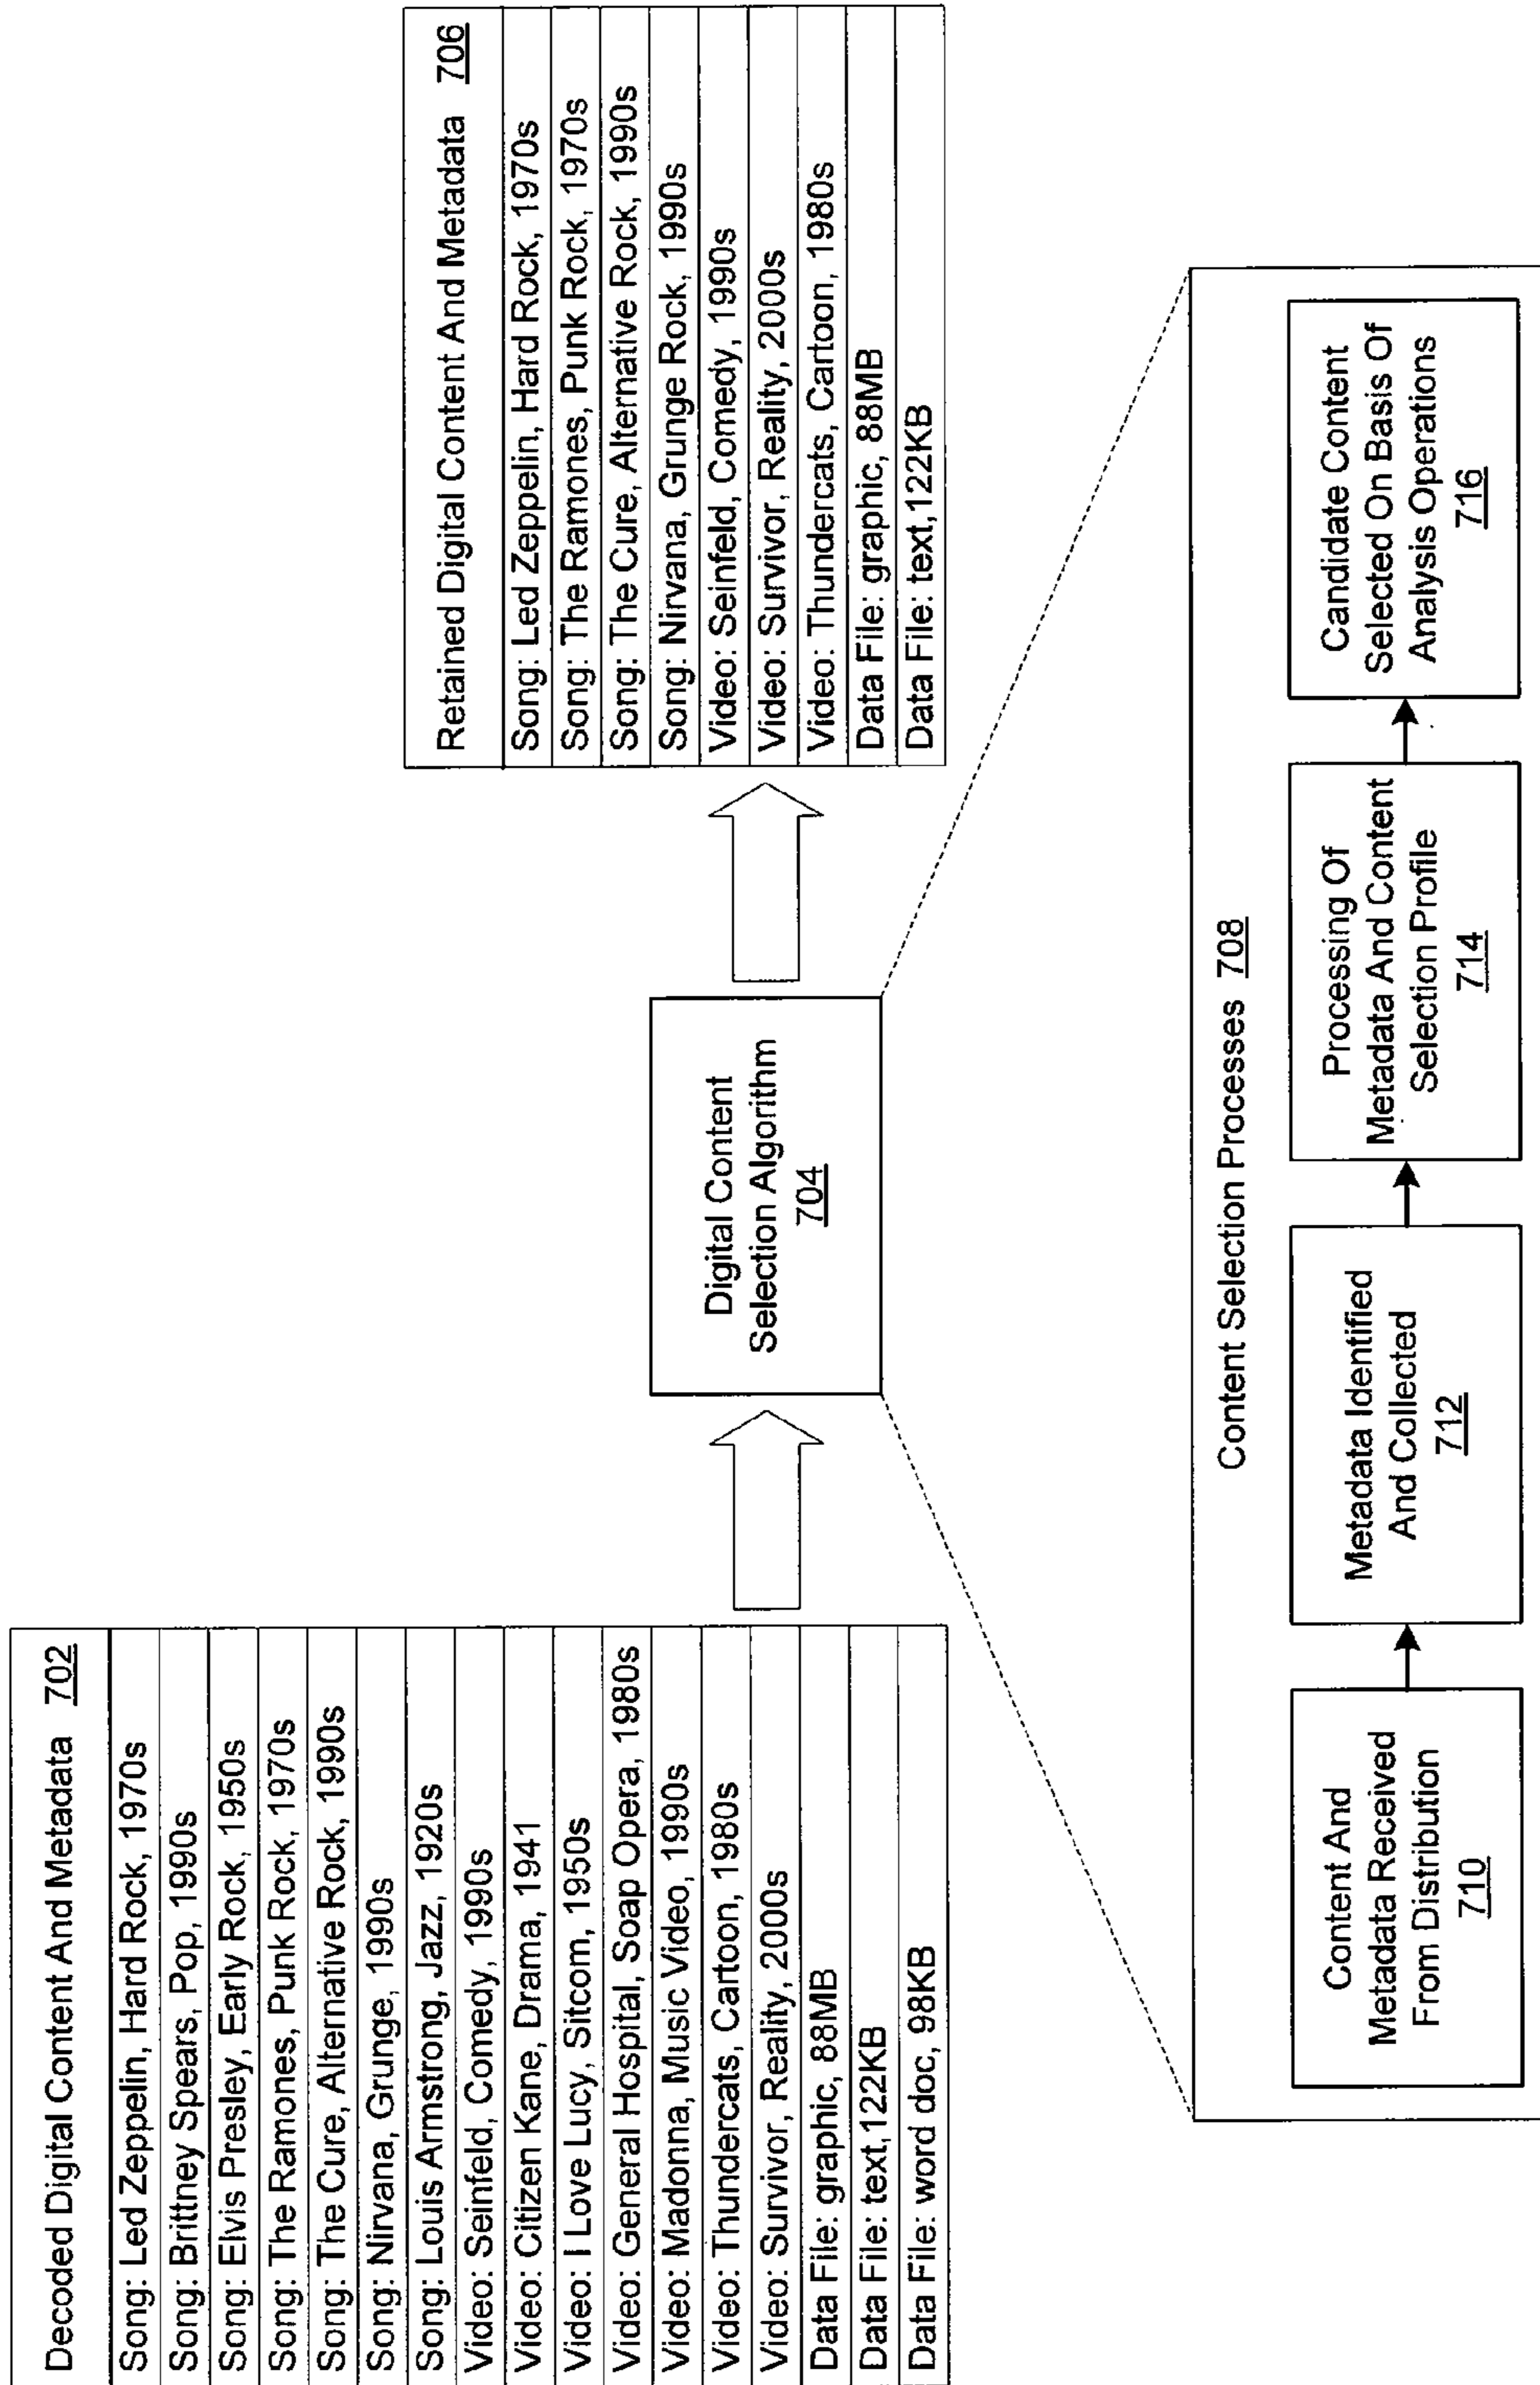 Decoded Digital Content And Metadata 702
Song: Led Zeppelin, Hard Rock, 1970s
Song: Brittney Spears, Pop, 1990s
Song: Elvis Presley, Early Rock, 1950s
Song: The Ramones, Punk Rock, 1970s
Song: The Cure, Alternative Rock, 1990s
Song: Nirvana, Grunge, 1990s
Song: Louis Armstrong, Jazz, 1920s
Video: Seinfeld, Comedy, 1990s
Video: Citizen Kane, Drama, 1941
Video: I Love Lucy, Sitcom, 1950s
Video: General Hospital, Soap Opera, 1980s
Video: Madonna, Music Video, 1990s
Video: Thundercats, Cartoon, 1980s
Video: Survivor, Reality, 2000s
Data File: graphic, 88MB
Data File: text,122KB
Data File: word doc, 98KB
Digital Content
Selection Algorithm
704
Retained Digital Content And Metadata 706
Song: Led Zeppelin, Hard Rock, 1970s
Song: The Ramones, Punk Rock, 1970s
Song: The Cure, Alternative Rock, 1990s
Song: Nirvana, Grunge Rock, 1990s
Video: Seinfeld, Comedy, 1990s
Video: Survivor, Reality, 2000s
Video: Thundercats, Cartoon, 1980s
Data File: graphic, 88MB
Data File: text,122KB
Content Selection Processes 708
Content And
Metadata Received
From Distribution
710
Metadata Identified
And Collected
712
Processing Of
Metadata And Content
Selection Profile
714
Candidate Content
Selected On Basis Of
Analysis Operations
716